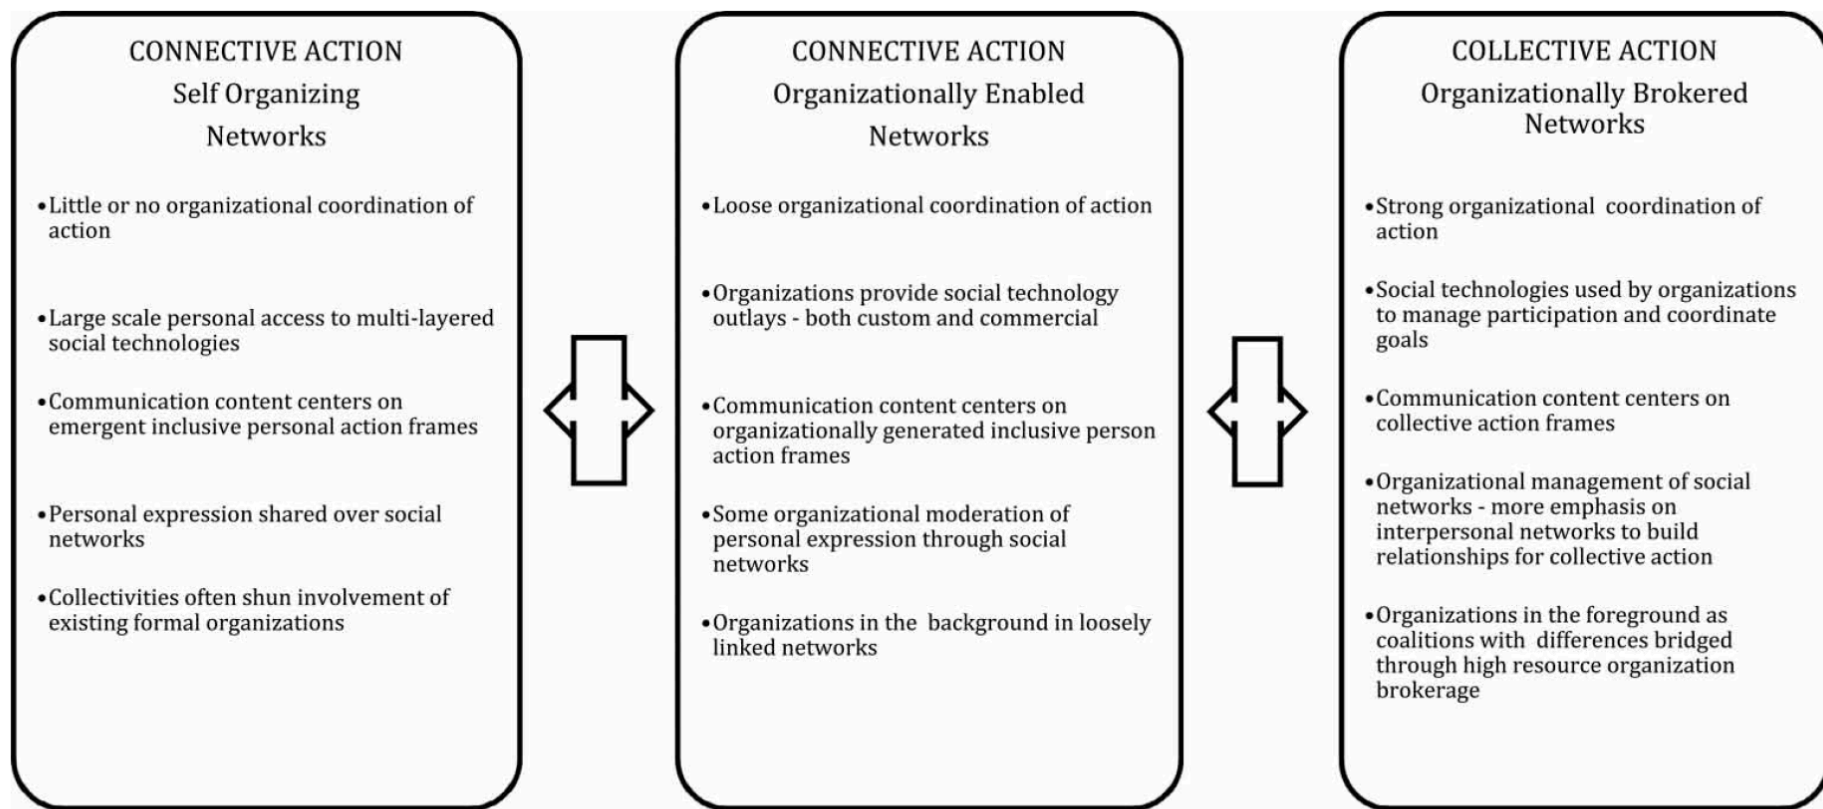 CONNECTIVE ACTION
Self Organizing
Networks
•Little or no organizational coordination of
action
•Large scale personal access to multi-layered
social technologies
•Communication content centers on
emergent inclusive personal action frames
•Personal expression shared over social
networks
•Collectivities often shun involvement of
existing formal organizations
CONNECTIVE ACTION
Organizationally Enabled
Networks
•Loose organizational coordination of action
•Organizations provide social technology
outlays - both custom and commercial
•Communication content centers on
organizationally generated inclusive person
action frames
•Some organizational moderation of
personal expression through social
networks
•Organizations in the background in loosely
linked networks
COLLECTIVE ACTION
Organizationally Brokered
Networks
•Strong organizational coordination of
action
•Social technologies used by organizations
to manage participation and coordinate
goals
•Communication content centers on
collective action frames
•Organizational management of social
networks - more emphasis on
interpersonal networks to build
relationships for collective action
•Organizations in the foreground as
coalitions with differences bridged
through high resource organization
brokerage